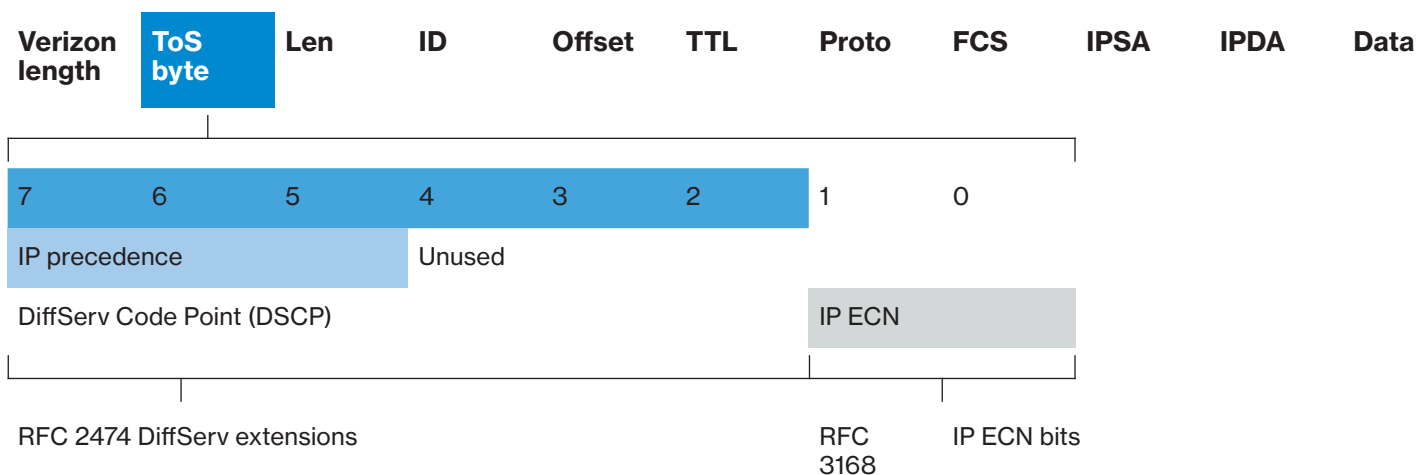 Verizon length ToS byte Len ID Offset TTL Proto FCS IPSA IPDA Data
7 6 5 4 3 2 1 0
IP precedence Unused
DiffServ Code Point (DSCP) IP ECN
RFC 2474 DiffServ extensions RFC 3168 IP ECN bits